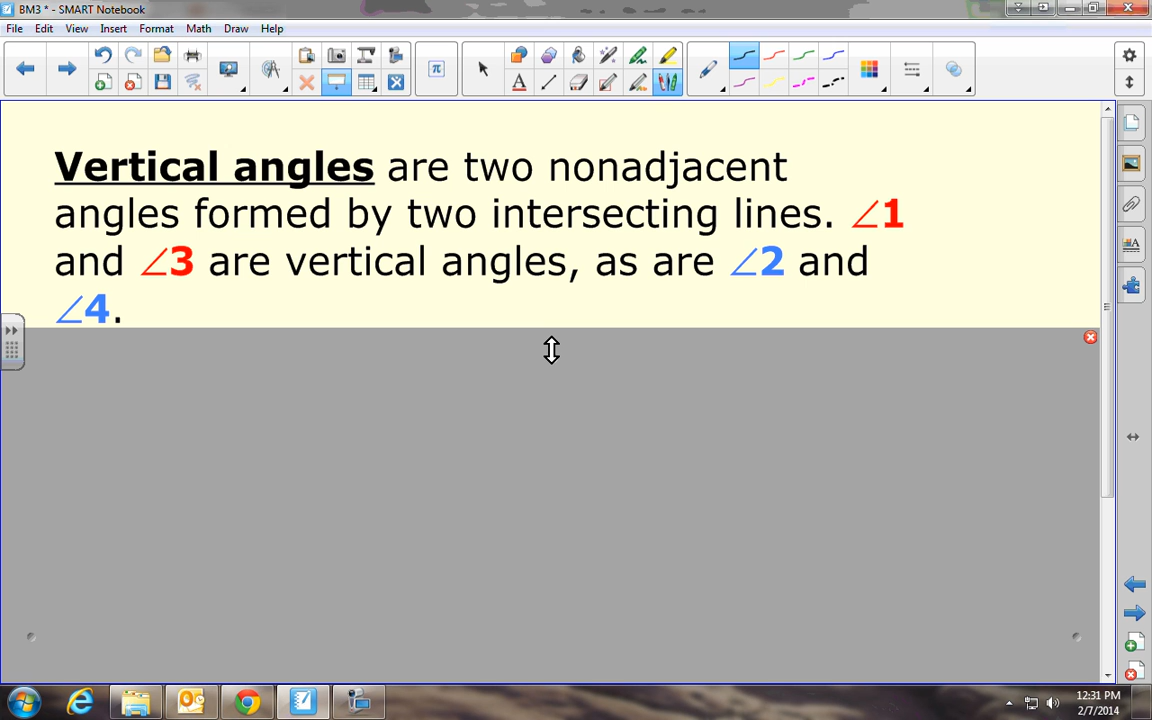 BM3 * - SMART Notebook
File Edit View Insert Format Math Draw Help
π
A
Vertical angles are two nonadjacent
angles formed by two intersecting lines. ∠1
and ∠3 are vertical angles, as are ∠2 and
∠4.
12:31 PM
2/7/2014